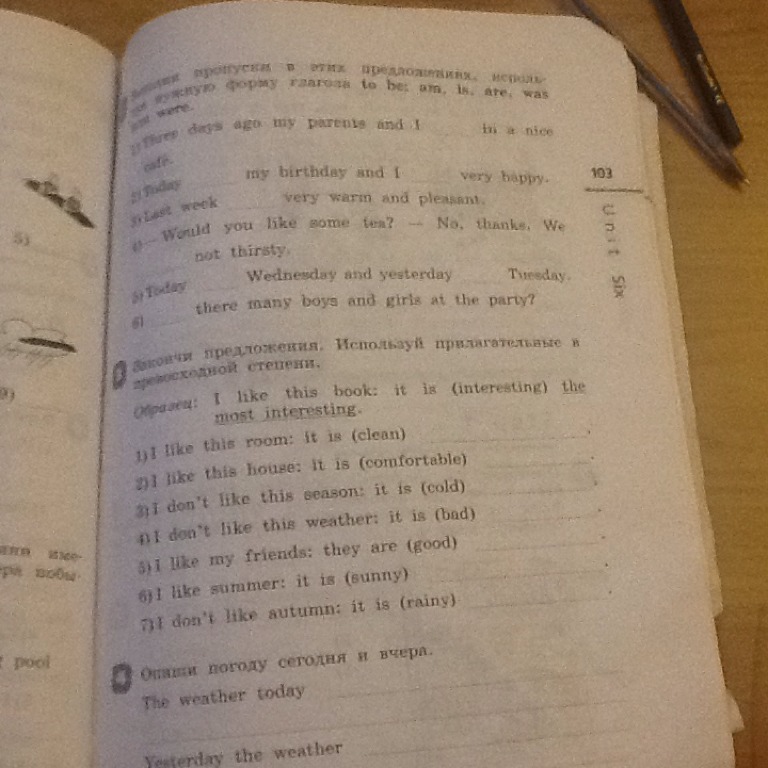 пропуски в этих предложениях, исполь-
нужную форму глагола to be: am, is, are, was
were.
1) Three days ago my parents and I in a nice
cafe.
2) Today my birthday and I very happy.
3) Last week very warm and pleasant.
4) — Would you like some tea? — No, thanks. We
not thirsty.
5) Today Wednesday and yesterday Tuesday.
6) there many boys and girls at the party?
Закончи предложения. Используй прилагательные в
превосходной степени.
Образец: I like this book: it is (interesting) the
most interesting.
1) I like this room: it is (clean) .
2) I like this house: it is (comfortable) .
3) I don't like this season: it is (cold) .
4) I don't like this weather: it is (bad) .
5) I like my friends: they are (good) .
6) I like summer: it is (sunny) .
7) I don't like autumn: it is (rainy) .
Опиши погоду сегодня и вчера.
The weather today
Yesterday the weather
103
Unit Six
5)
9)
pool